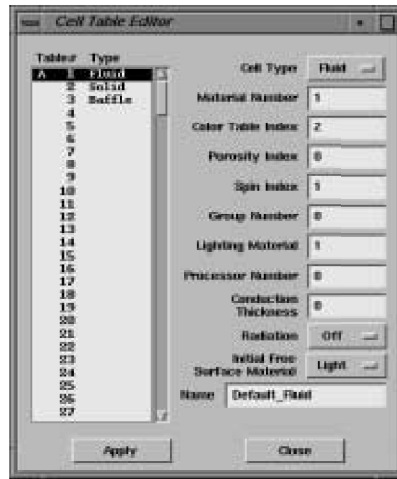 Cell Table Editor
Table# Type
A 1 Fluid
2 Solid
3 Baffle
4
5
6
7
8
9
10
11
12
13
14
15
16
17
18
19
20
21
22
23
24
25
26
27
Cell Type Fluid
Material Number 1
Color Table Index 2
Porosity Index 0
Spin Index 1
Group Number 0
Lighting Material 1
Processor Number 0
Conduction
Thickness 0
Radiation Off
Initial Free
Surface Material Light
Name Default_Fluid
Apply Close